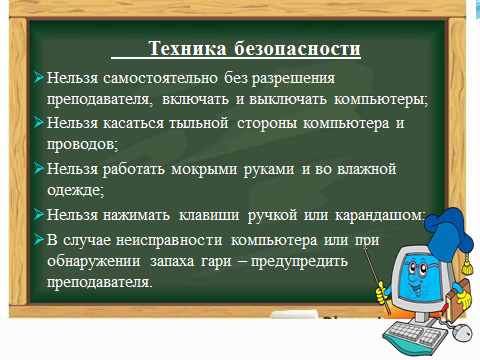 Техника безопасности
Нельзя самостоятельно без разрешения
преподавателя, включать и выключать компьютеры;
Нельзя касаться тыльной стороны компьютера и
проводов;
Нельзя работать мокрыми руками и во влажной
одежде;
Нельзя нажимать клавиши ручкой или карандашом;
В случае неисправности компьютера или при
обнаружении запаха гари – предупредить
преподавателя.